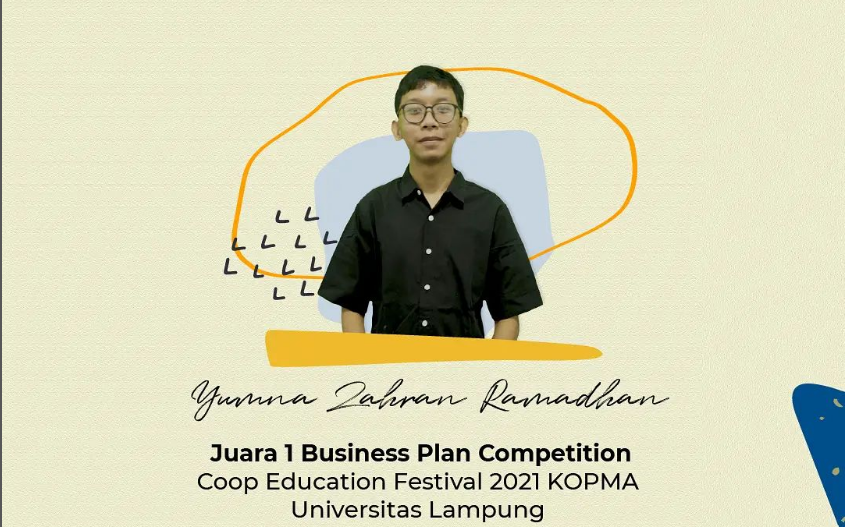 Yumna Zahran Ramadhan
Juara 1 Business Plan Competition
Coop Education Festival 2021 KOPMA
Universitas Lampung